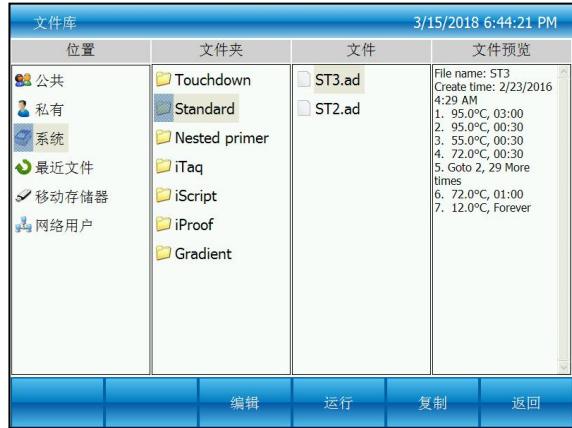 文件库
3/15/2018 6:44:21 PM
位置
文件夹
文件
文件预览
公共
私有
系统
最近文件
移动存储器
网络用户
Touchdown
Standard
Nested primer
iTaq
iScript
iProof
Gradient
ST3.ad
ST2.ad
File name: ST3
Create time: 2/23/2016
4:29 AM
1. 95.0°C, 03:00
2. 95.0°C, 00:30
3. 55.0°C, 00:30
4. 72.0°C, 00:30
5. Goto 2, 29 More
times
6. 72.0°C, 01:00
7. 12.0°C, Forever
编辑
运行
复制
返回